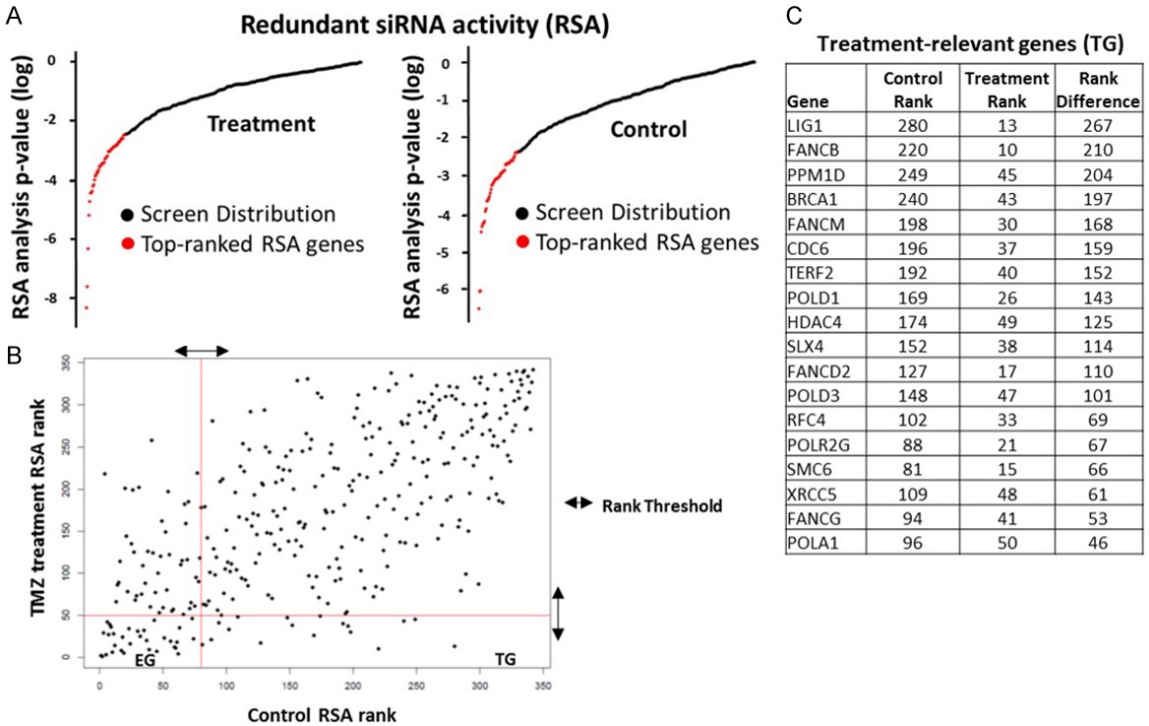 A
Redundant siRNA activity (RSA)
RSA analysis p-value (log)
0
-2
-4
-6
-8
Treatment
Screen Distribution
Top-ranked RSA genes
RSA analysis p-value (log)
0
-1
-2
-3
-4
-5
-6
Control
Screen Distribution
Top-ranked RSA genes
B
TMZ treatment RSA rank
350
300
250
200
150
100
50
0
EG
TG
0 50 100 150 200 250 300 350
Control RSA rank
Rank Threshold
C
Treatment-relevant genes (TG)
Gene Control Rank Treatment Rank Rank Difference
LIG1 280 13 267
FANCB 220 10 210
PPM1D 249 45 204
BRCA1 240 43 197
FANCM 198 30 168
CDC6 196 37 159
TERF2 192 40 152
POLD1 169 26 143
HDAC4 174 49 125
SLX4 152 38 114
FANCD2 127 17 110
POLD3 148 47 101
RFC4 102 33 69
POLR2G 88 21 67
SMC6 81 15 66
XRCC5 109 48 61
FANCG 94 41 53
POLA1 96 50 46